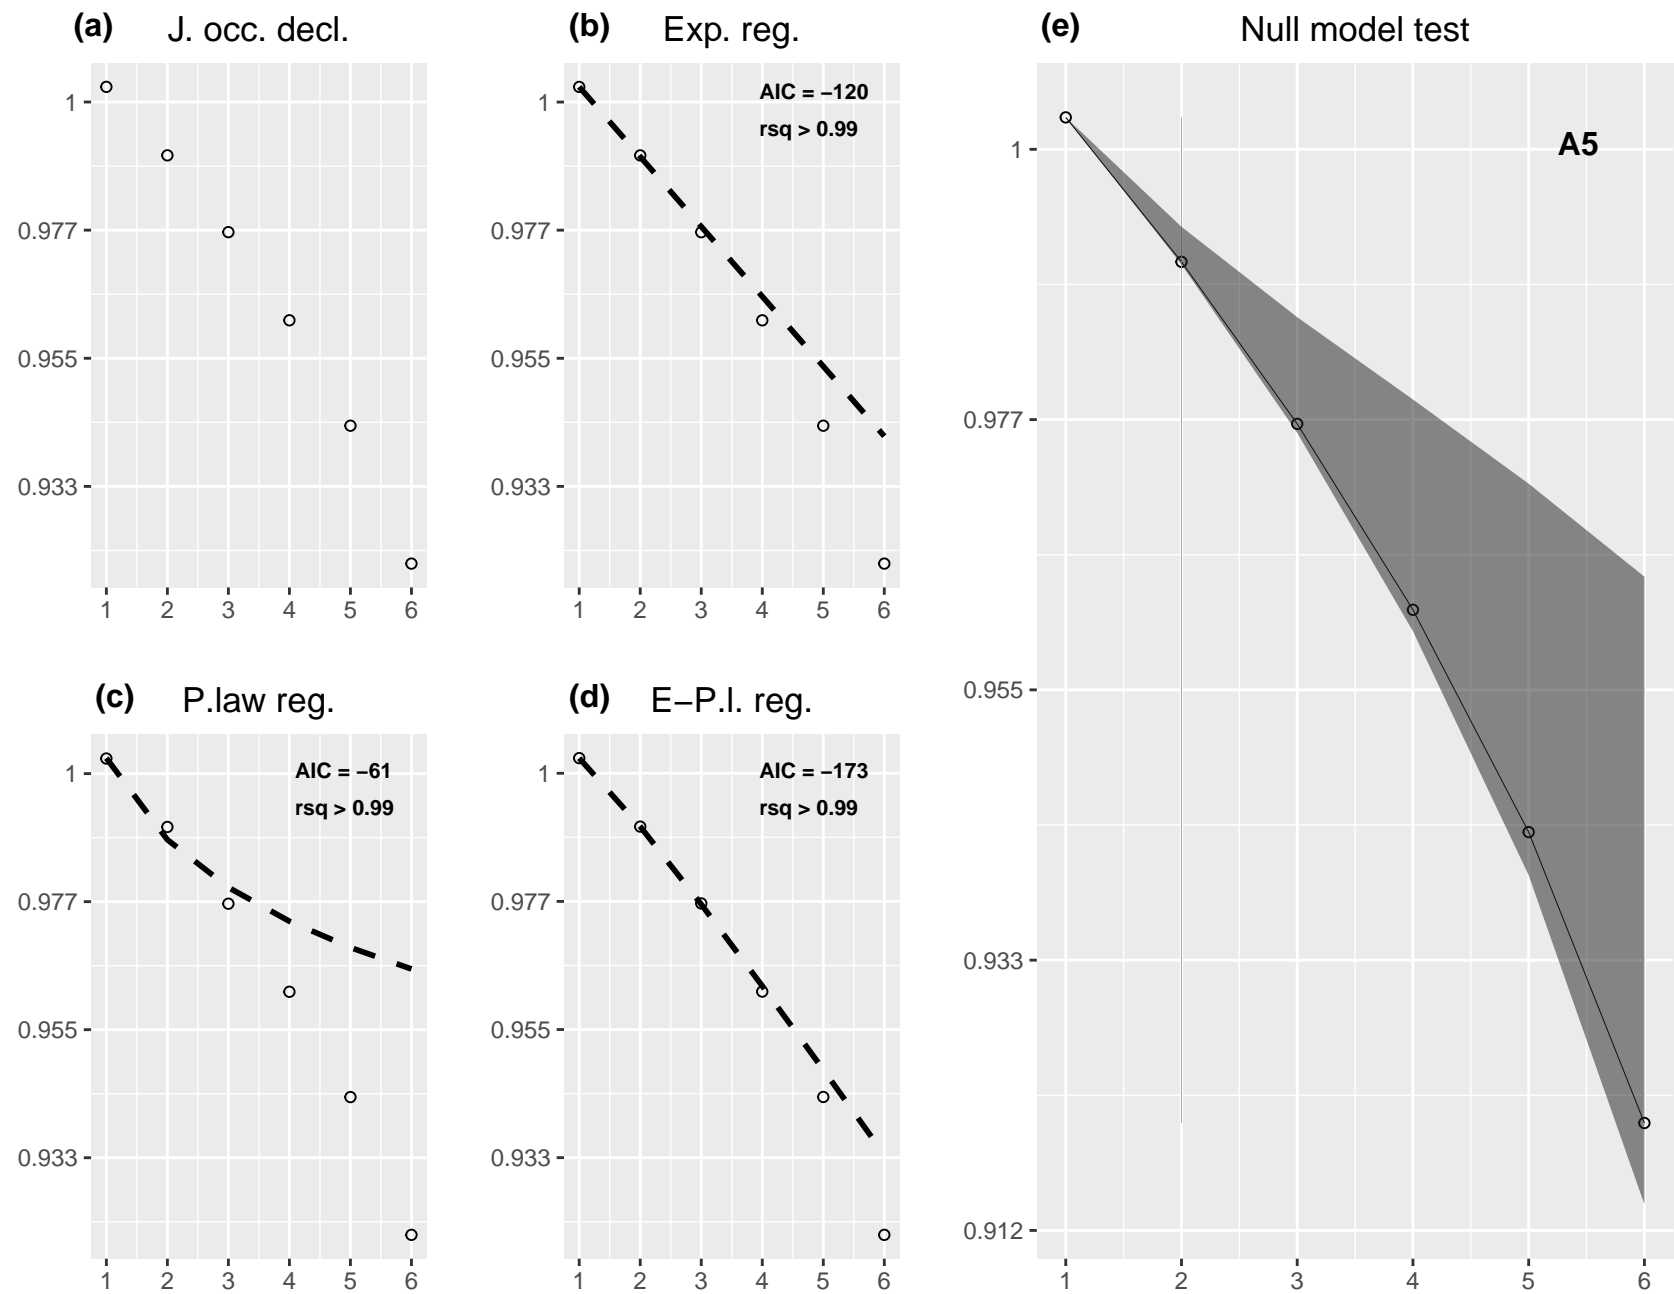 (a) J. occ. decl.
1
0.977
0.955
0.933
1 2 3 4 5 6
(b) Exp. reg.
AIC = −120
rsq > 0.99
1
0.977
0.955
0.933
1 2 3 4 5 6
(c) P.law reg.
AIC = −61
rsq > 0.99
1
0.977
0.955
0.933
1 2 3 4 5 6
(d) E−P.l. reg.
AIC = −173
rsq > 0.99
1
0.977
0.955
0.933
1 2 3 4 5 6
(e) Null model test
A5
1
0.977
0.955
0.933
0.912
1 2 3 4 5 6